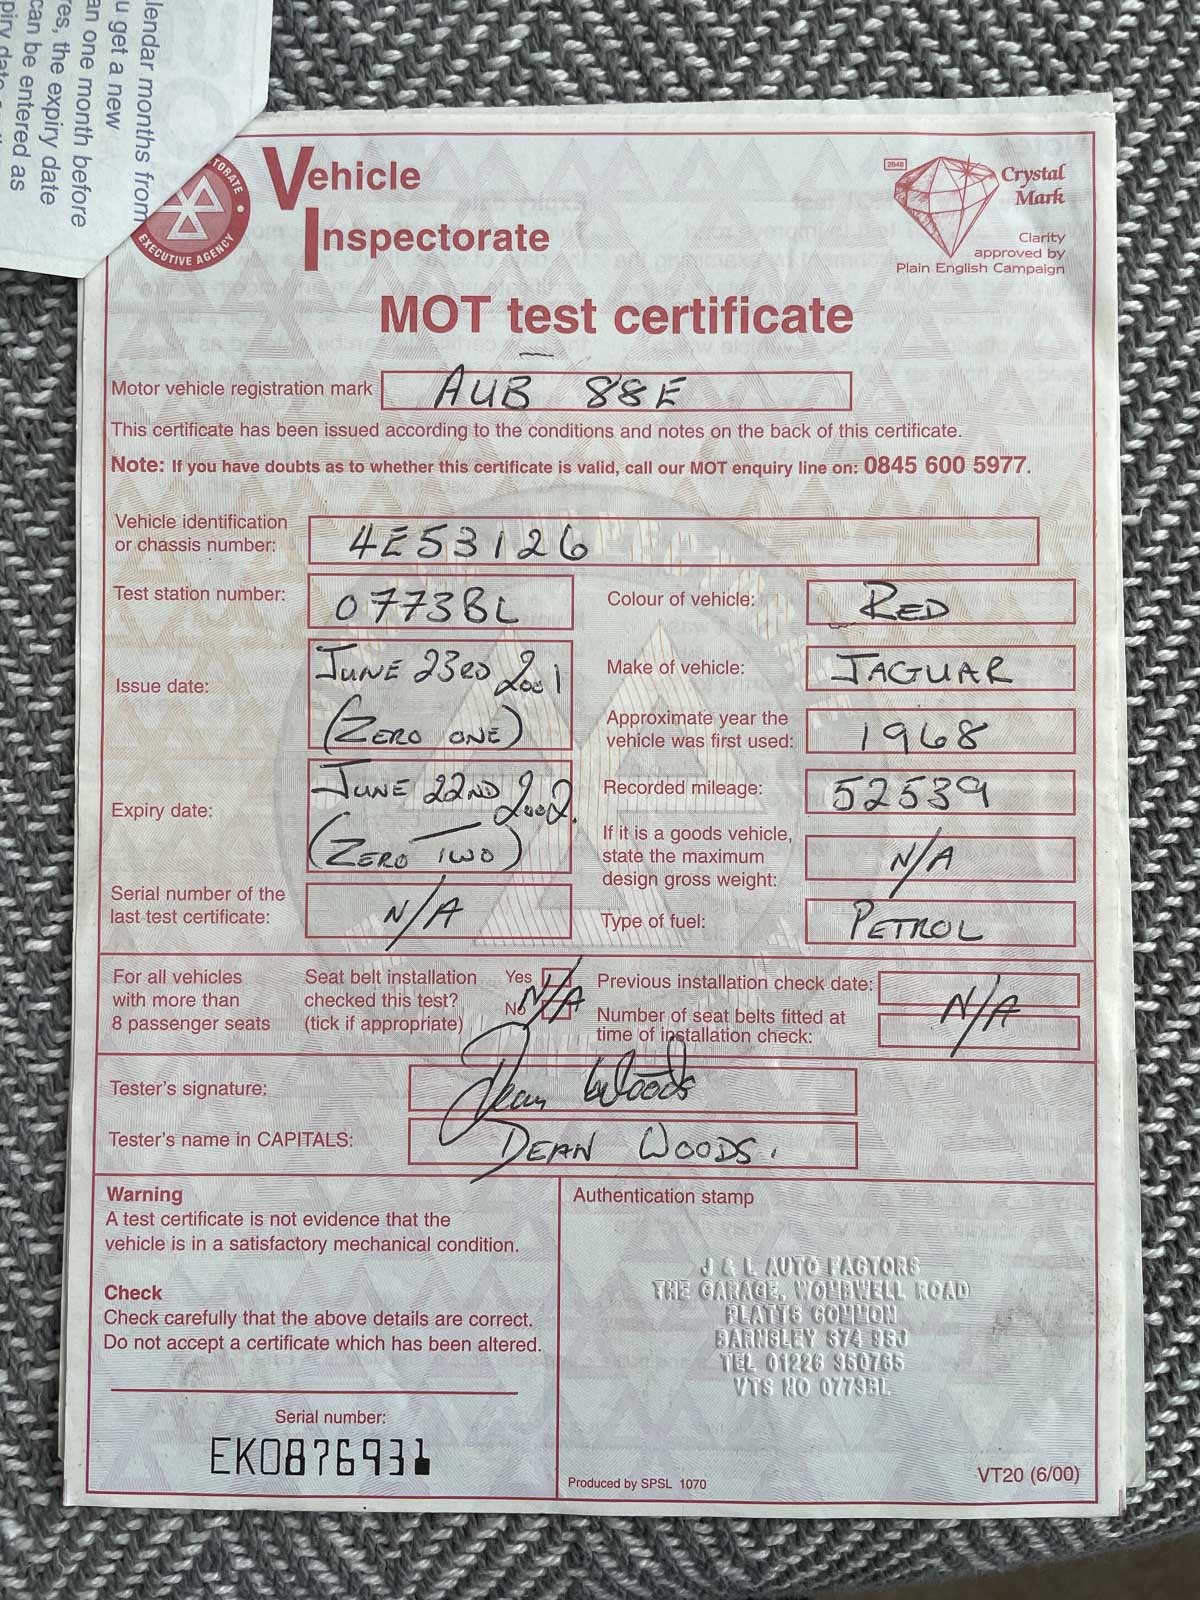 lendar months from
u get a new
an one month before
res, the expiry date
can be entered as
TORATE
EXECUTIVE AGENCY
Vehicle
Inspectorate
2848
Crystal
Mark
Clarity
approved by
Plain English Campaign
MOT test certificate
Motor vehicle registration mark AUB 88E
This certificate has been issued according to the conditions and notes on the back of this certificate.
Note: If you have doubts as to whether this certificate is valid, call our MOT enquiry line on: 0845 600 5977.
Vehicle identification
or chassis number: 4E53126
Test station number: 0773BL
Colour of vehicle: RED
Issue date: JUNE 23RD 2001
(ZERO ONE)
Make of vehicle: JAGUAR
Approximate year the
vehicle was first used: 1968
Expiry date: JUNE 22ND 2002.
(ZERO TWO)
Recorded mileage: 52539
If it is a goods vehicle,
state the maximum
design gross weight: N/A
Serial number of the
last test certificate: N/A
Type of fuel: PETROL
For all vehicles
with more than
8 passenger seats
Seat belt installation
checked this test?
(tick if appropriate)
Yes
No
N/A
Previous installation check date:
Number of seat belts fitted at
time of installation check:
N/A
Tester's signature: Dean Woods
Tester's name in CAPITALS: DEAN WOODS.
Warning
A test certificate is not evidence that the
vehicle is in a satisfactory mechanical condition.
Check
Check carefully that the above details are correct.
Do not accept a certificate which has been altered.
Serial number:
EK0876931
Authentication stamp
J & L AUTO FACTORS
THE GARAGE, WOMBWELL ROAD
PLATTS COMMON
BARNSLEY S74 9SJ
TEL 01226 350765
VTS NO 0773BL
Produced by SPSL 1070
VT20 (6/00)